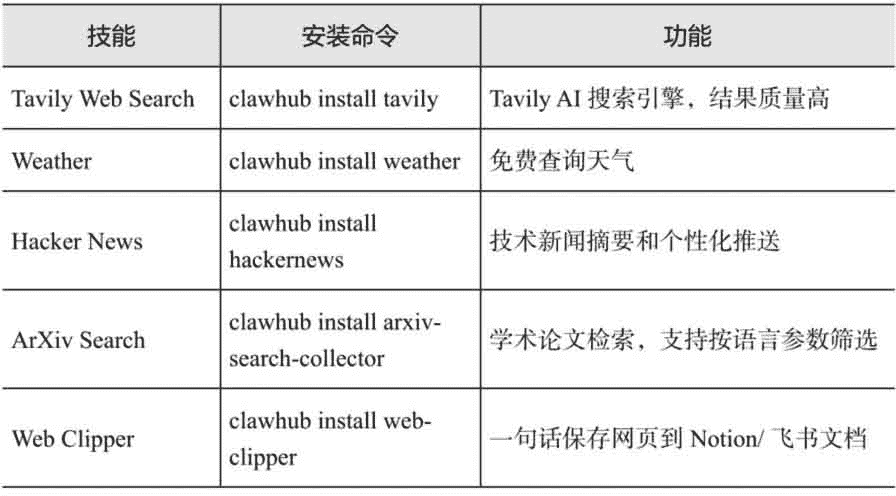 技能 安装命令 功能
Tavily Web Search clawhub install tavily Tavily AI 搜索引擎，结果质量高
Weather clawhub install weather 免费查询天气
Hacker News clawhub install
hackernews 技术新闻摘要和个性化推送
ArXiv Search clawhub install arxiv-
search-collector 学术论文检索，支持按语言参数筛选
Web Clipper clawhub install web-
clipper 一句话保存网页到 Notion/ 飞书文档